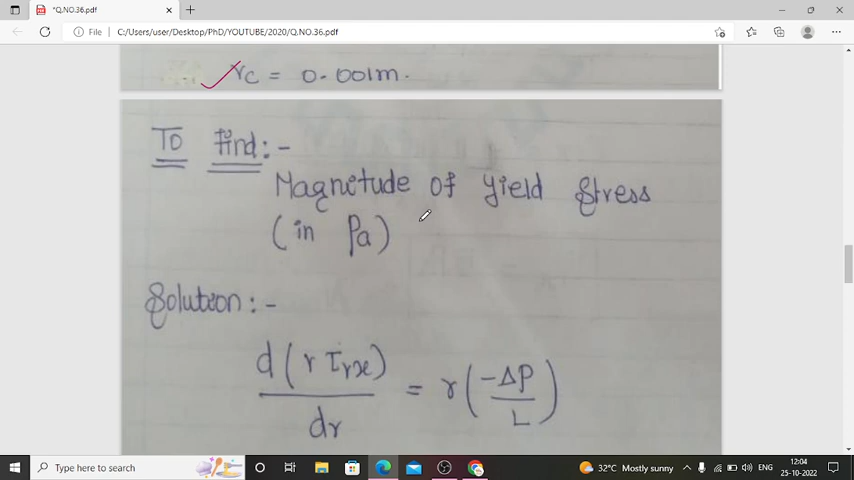 *Q.NO.36.pdf
File
C:/Users/user/Desktop/PhD/YOUTUBE/2020/Q.NO.36.pdf
rc = 0.001m.
To find:-
Magnitude of yield stress
(in Pa)
Solution:-
d(r τrx)/dr = r(-ΔP/L)
Type here to search
32°C Mostly sunny
ENG
12:04
25-10-2022